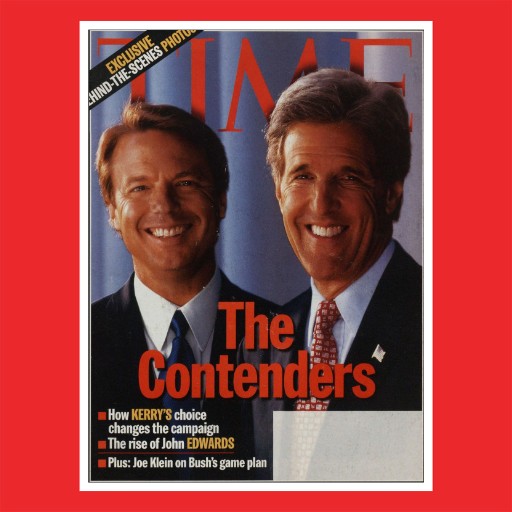 EXCLUSIVE
BEHIND-THE-SCENES PHOTOS
TIME
The
Contenders
■ How KERRY'S choice
changes the campaign
■ The rise of John EDWARDS
■ Plus: Joe Klein on Bush's game plan